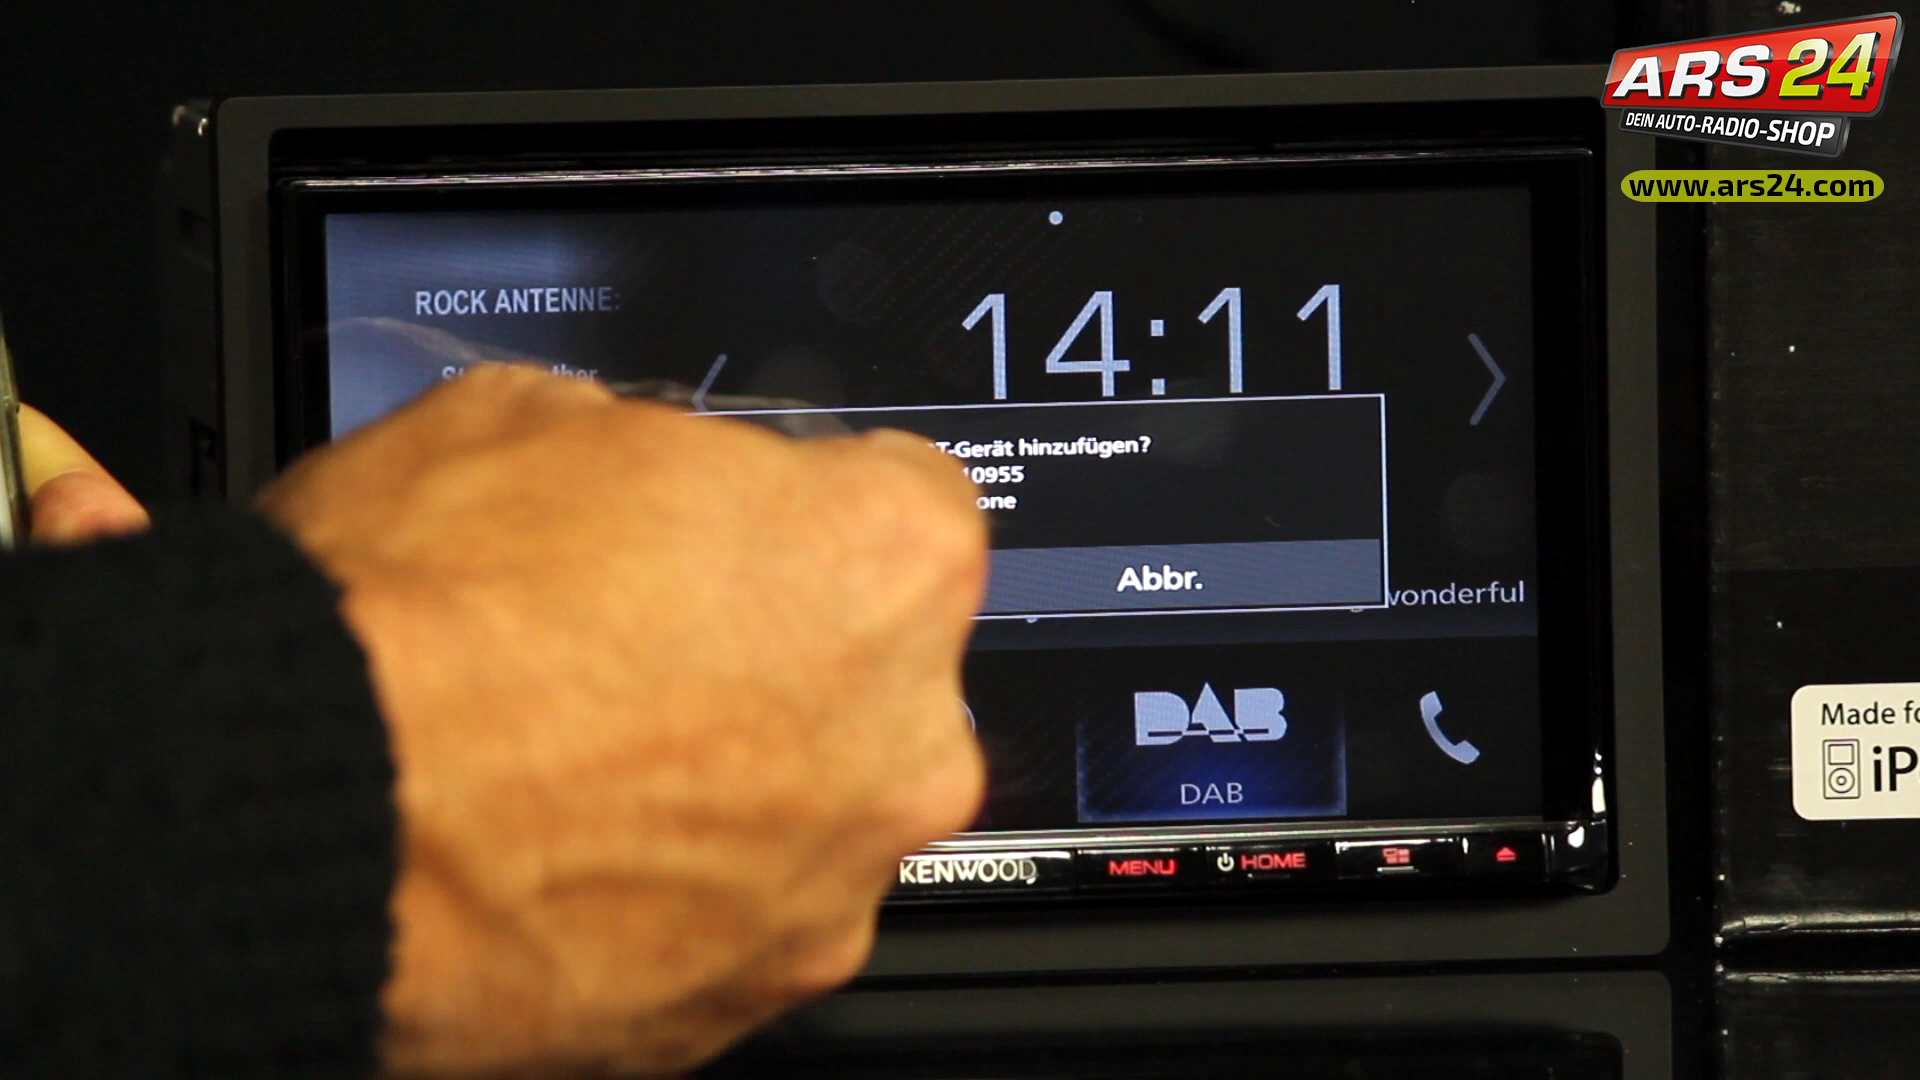 ARS 24
DEIN AUTO-RADIO-SHOP
www.ars24.com
ROCK ANTENNE:
14:11
T-Gerät hinzufügen?
10955
one
Abbr.
wonderful
DAB
DAB
KENWOOD
MENU
HOME
Made fo
iP